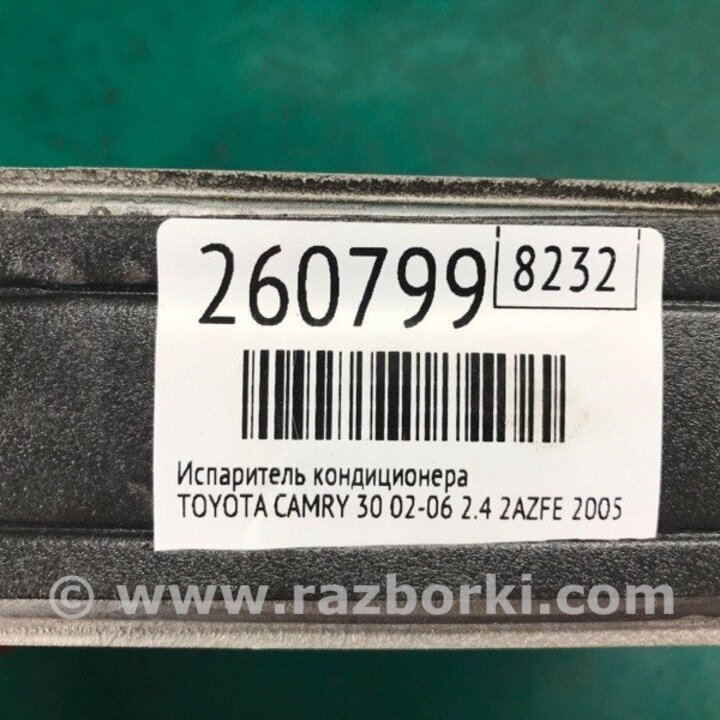 260799
8232
Испаритель кондиционера
TOYOTA CAMRY 30 02-06 2.4 2AZFE 2005
© www.razborki.com